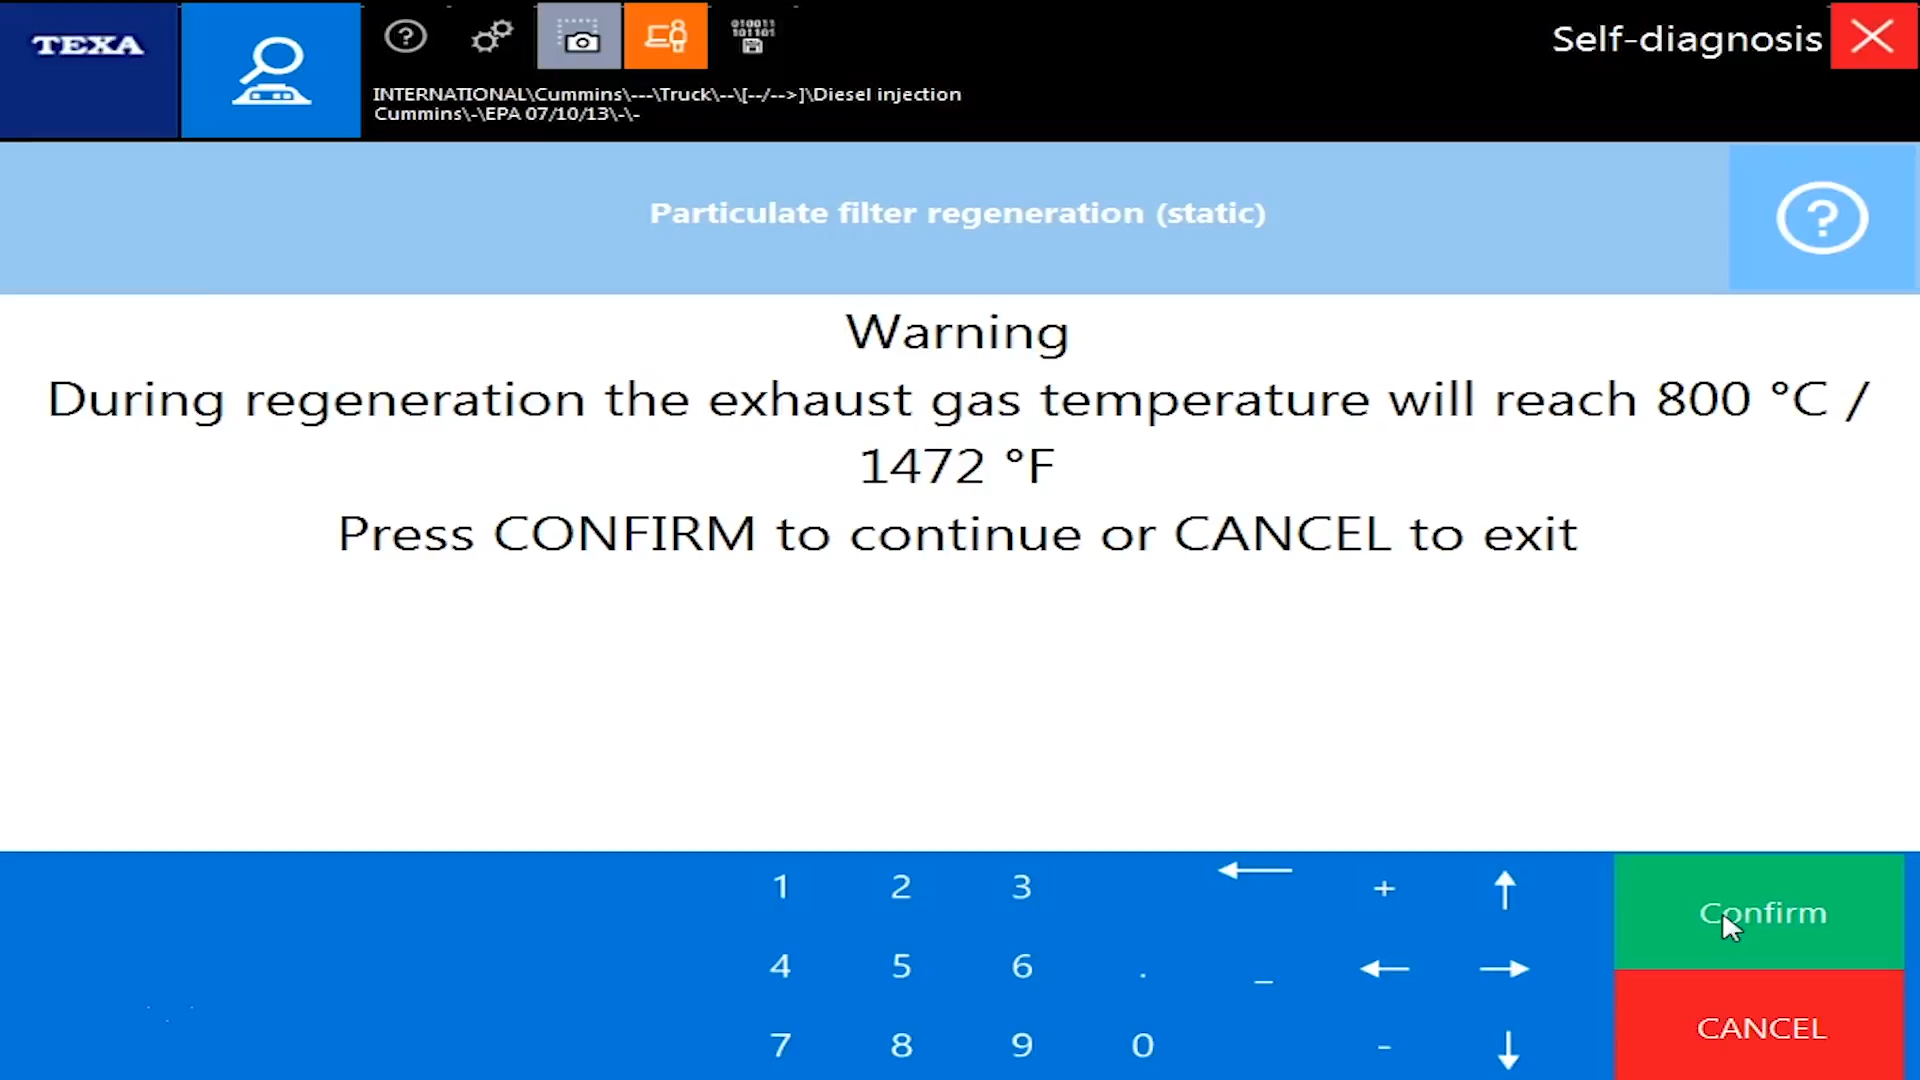 TEXA
010011
101101
Self-diagnosis
INTERNATIONAL\Cummins\---\Truck\--\[--/-->]\Diesel injection
Cummins\-\EPA 07/10/13\-\-
Particulate filter regeneration (static)
Warning
During regeneration the exhaust gas temperature will reach 800 °C /
1472 °F
Press CONFIRM to continue or CANCEL to exit
1 2 3 +
4 5 6 . _
7 8 9 0 -
Confirm
CANCEL